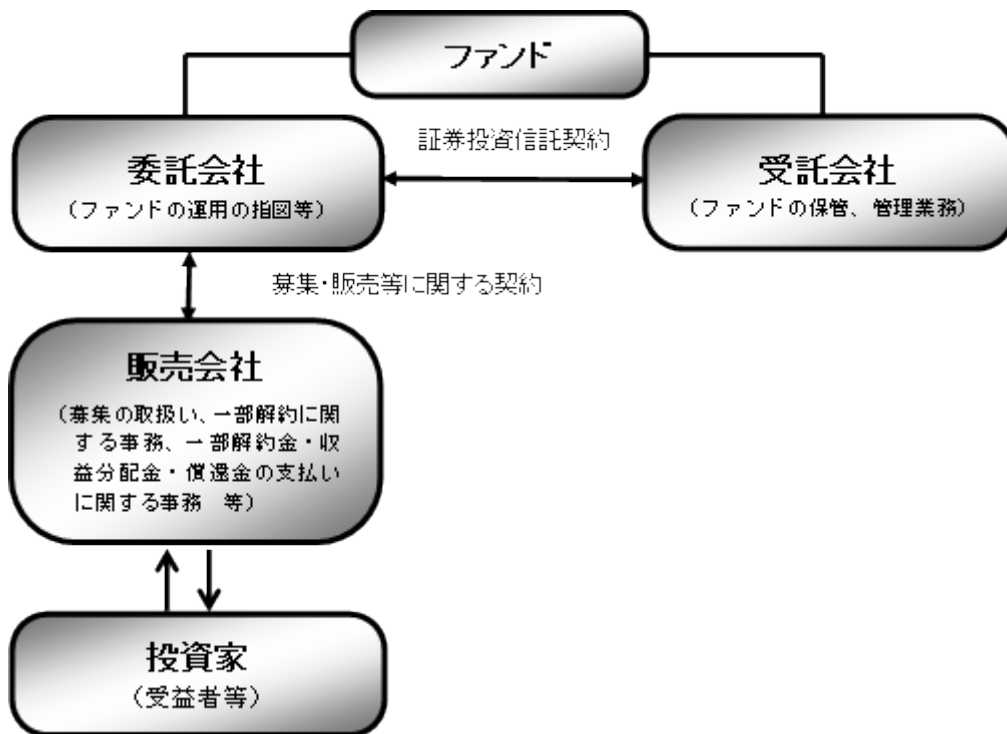 ファンド
証券投資信託契約
委託会社
(ファンドの運用の指図等)
受託会社
(ファンドの保管、管理業務)
募集・販売等に関する契約
販売会社
(募集の取扱い、一部解約に関
する事務、一部解約金・収
益分配金・償還金の支払い
に関する事務　等)
投資家
(受益者等)